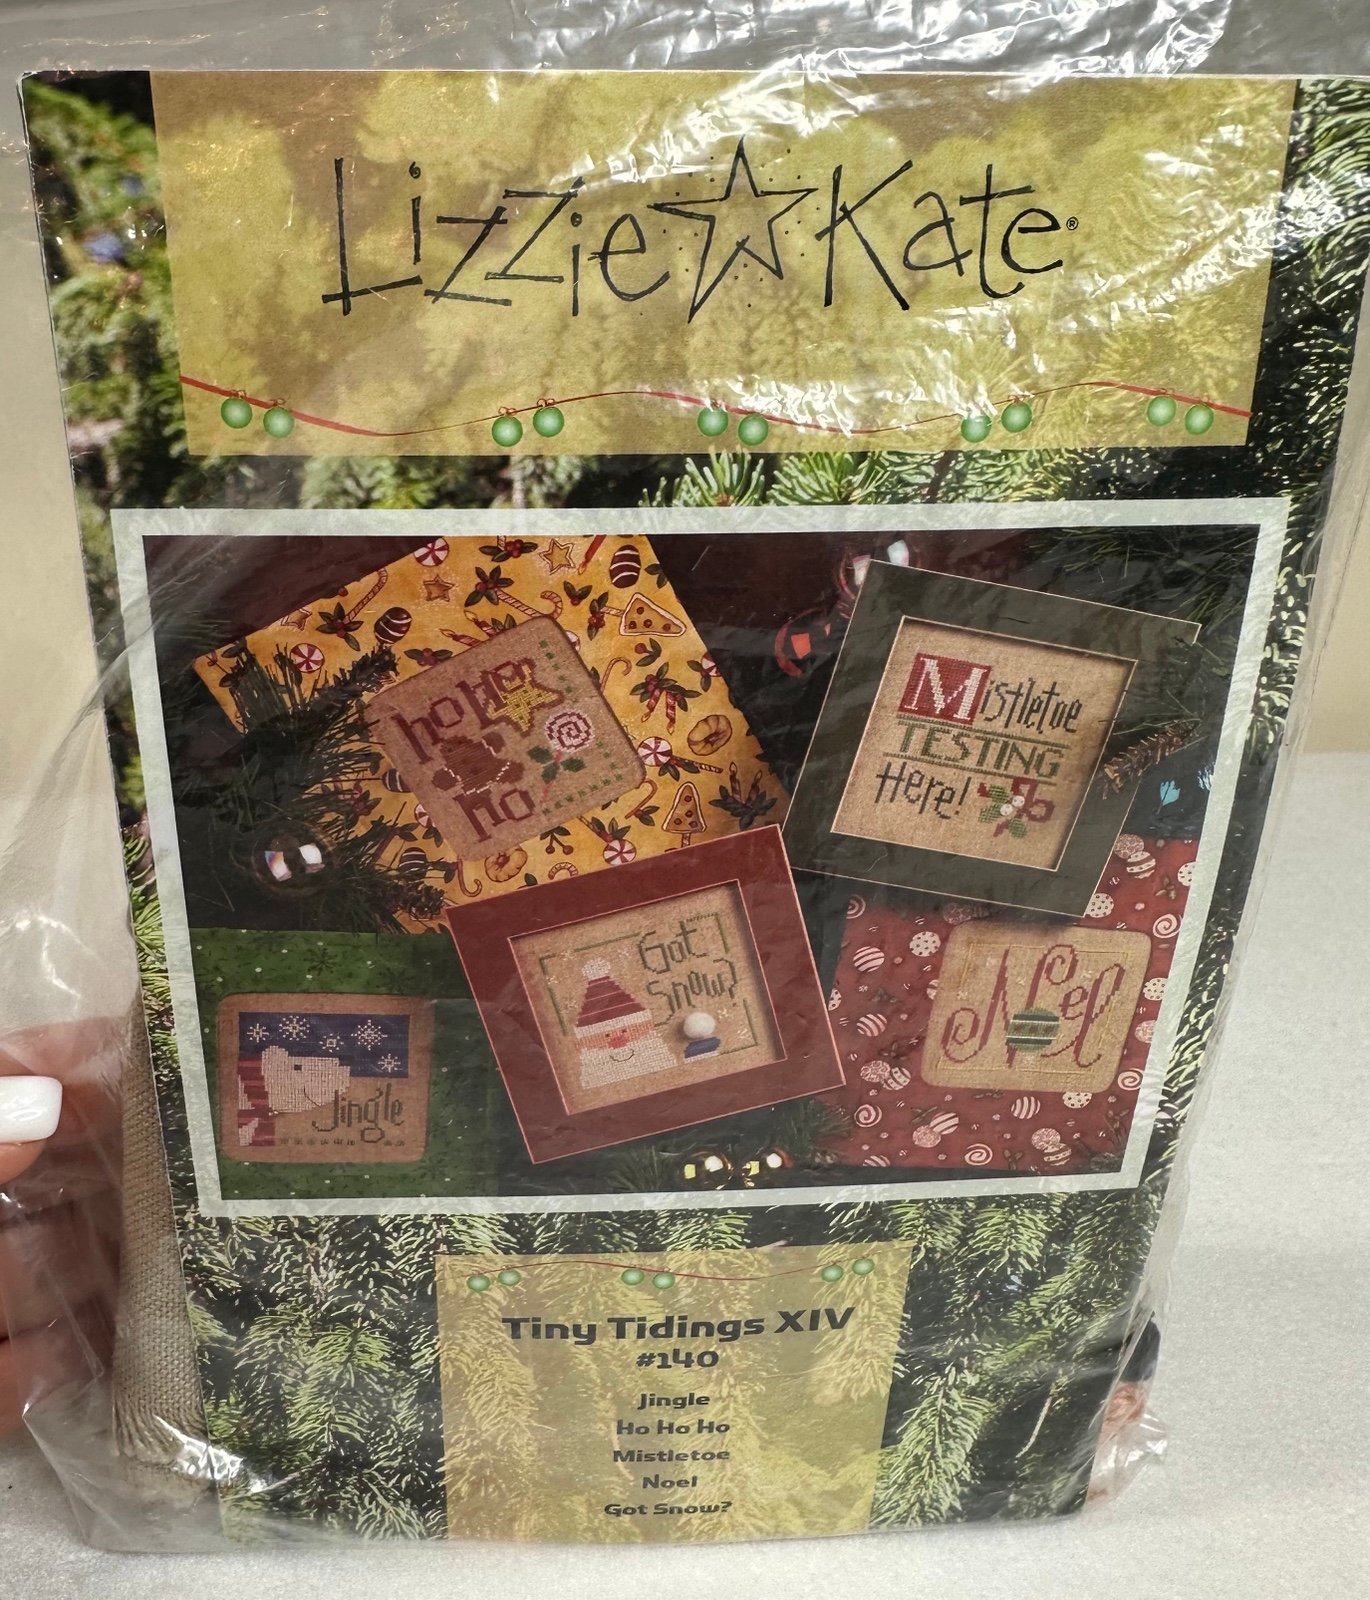 Lizzie Kate®
ho ho
ho
Mistletoe
TESTING
Here!
Got
Snow?
Noel
Jingle
Tiny Tidings XIV
#140
Jingle
Ho Ho Ho
Mistletoe
Noel
Got Snow?